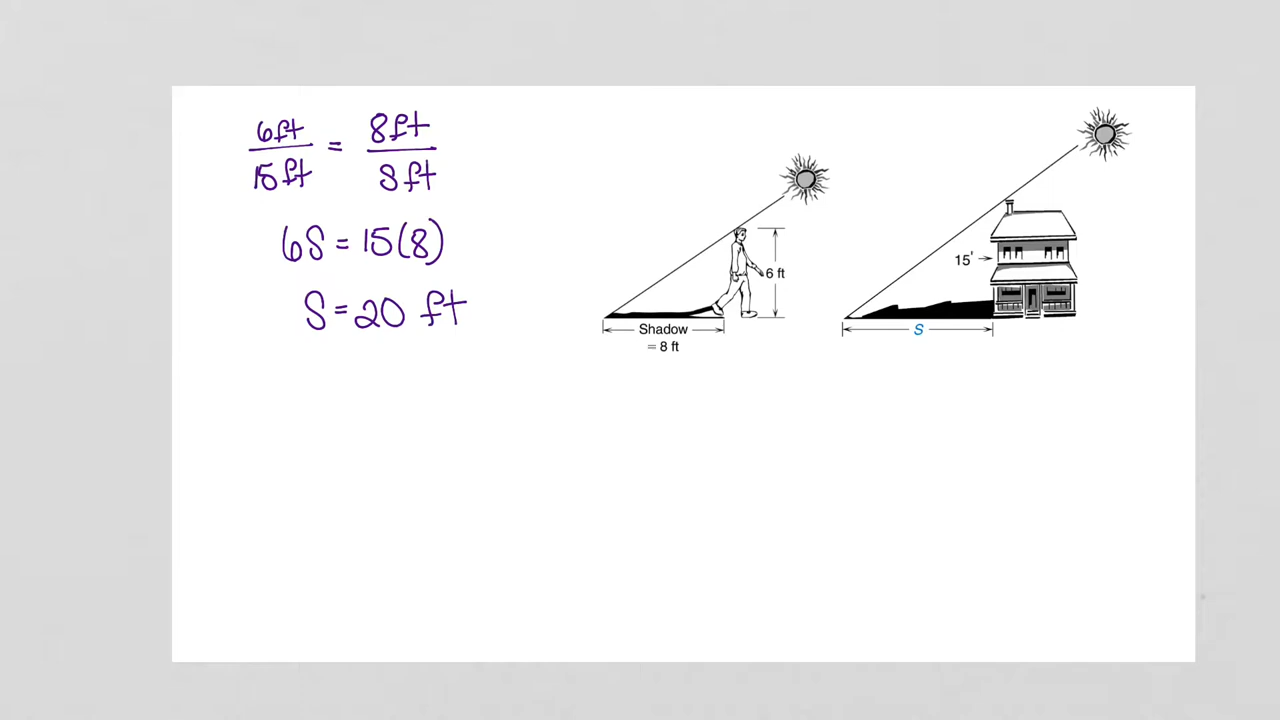 6ft / 15ft = 8ft / S ft
6S = 15(8)
S = 20 ft
6 ft
Shadow
= 8 ft
15'
S